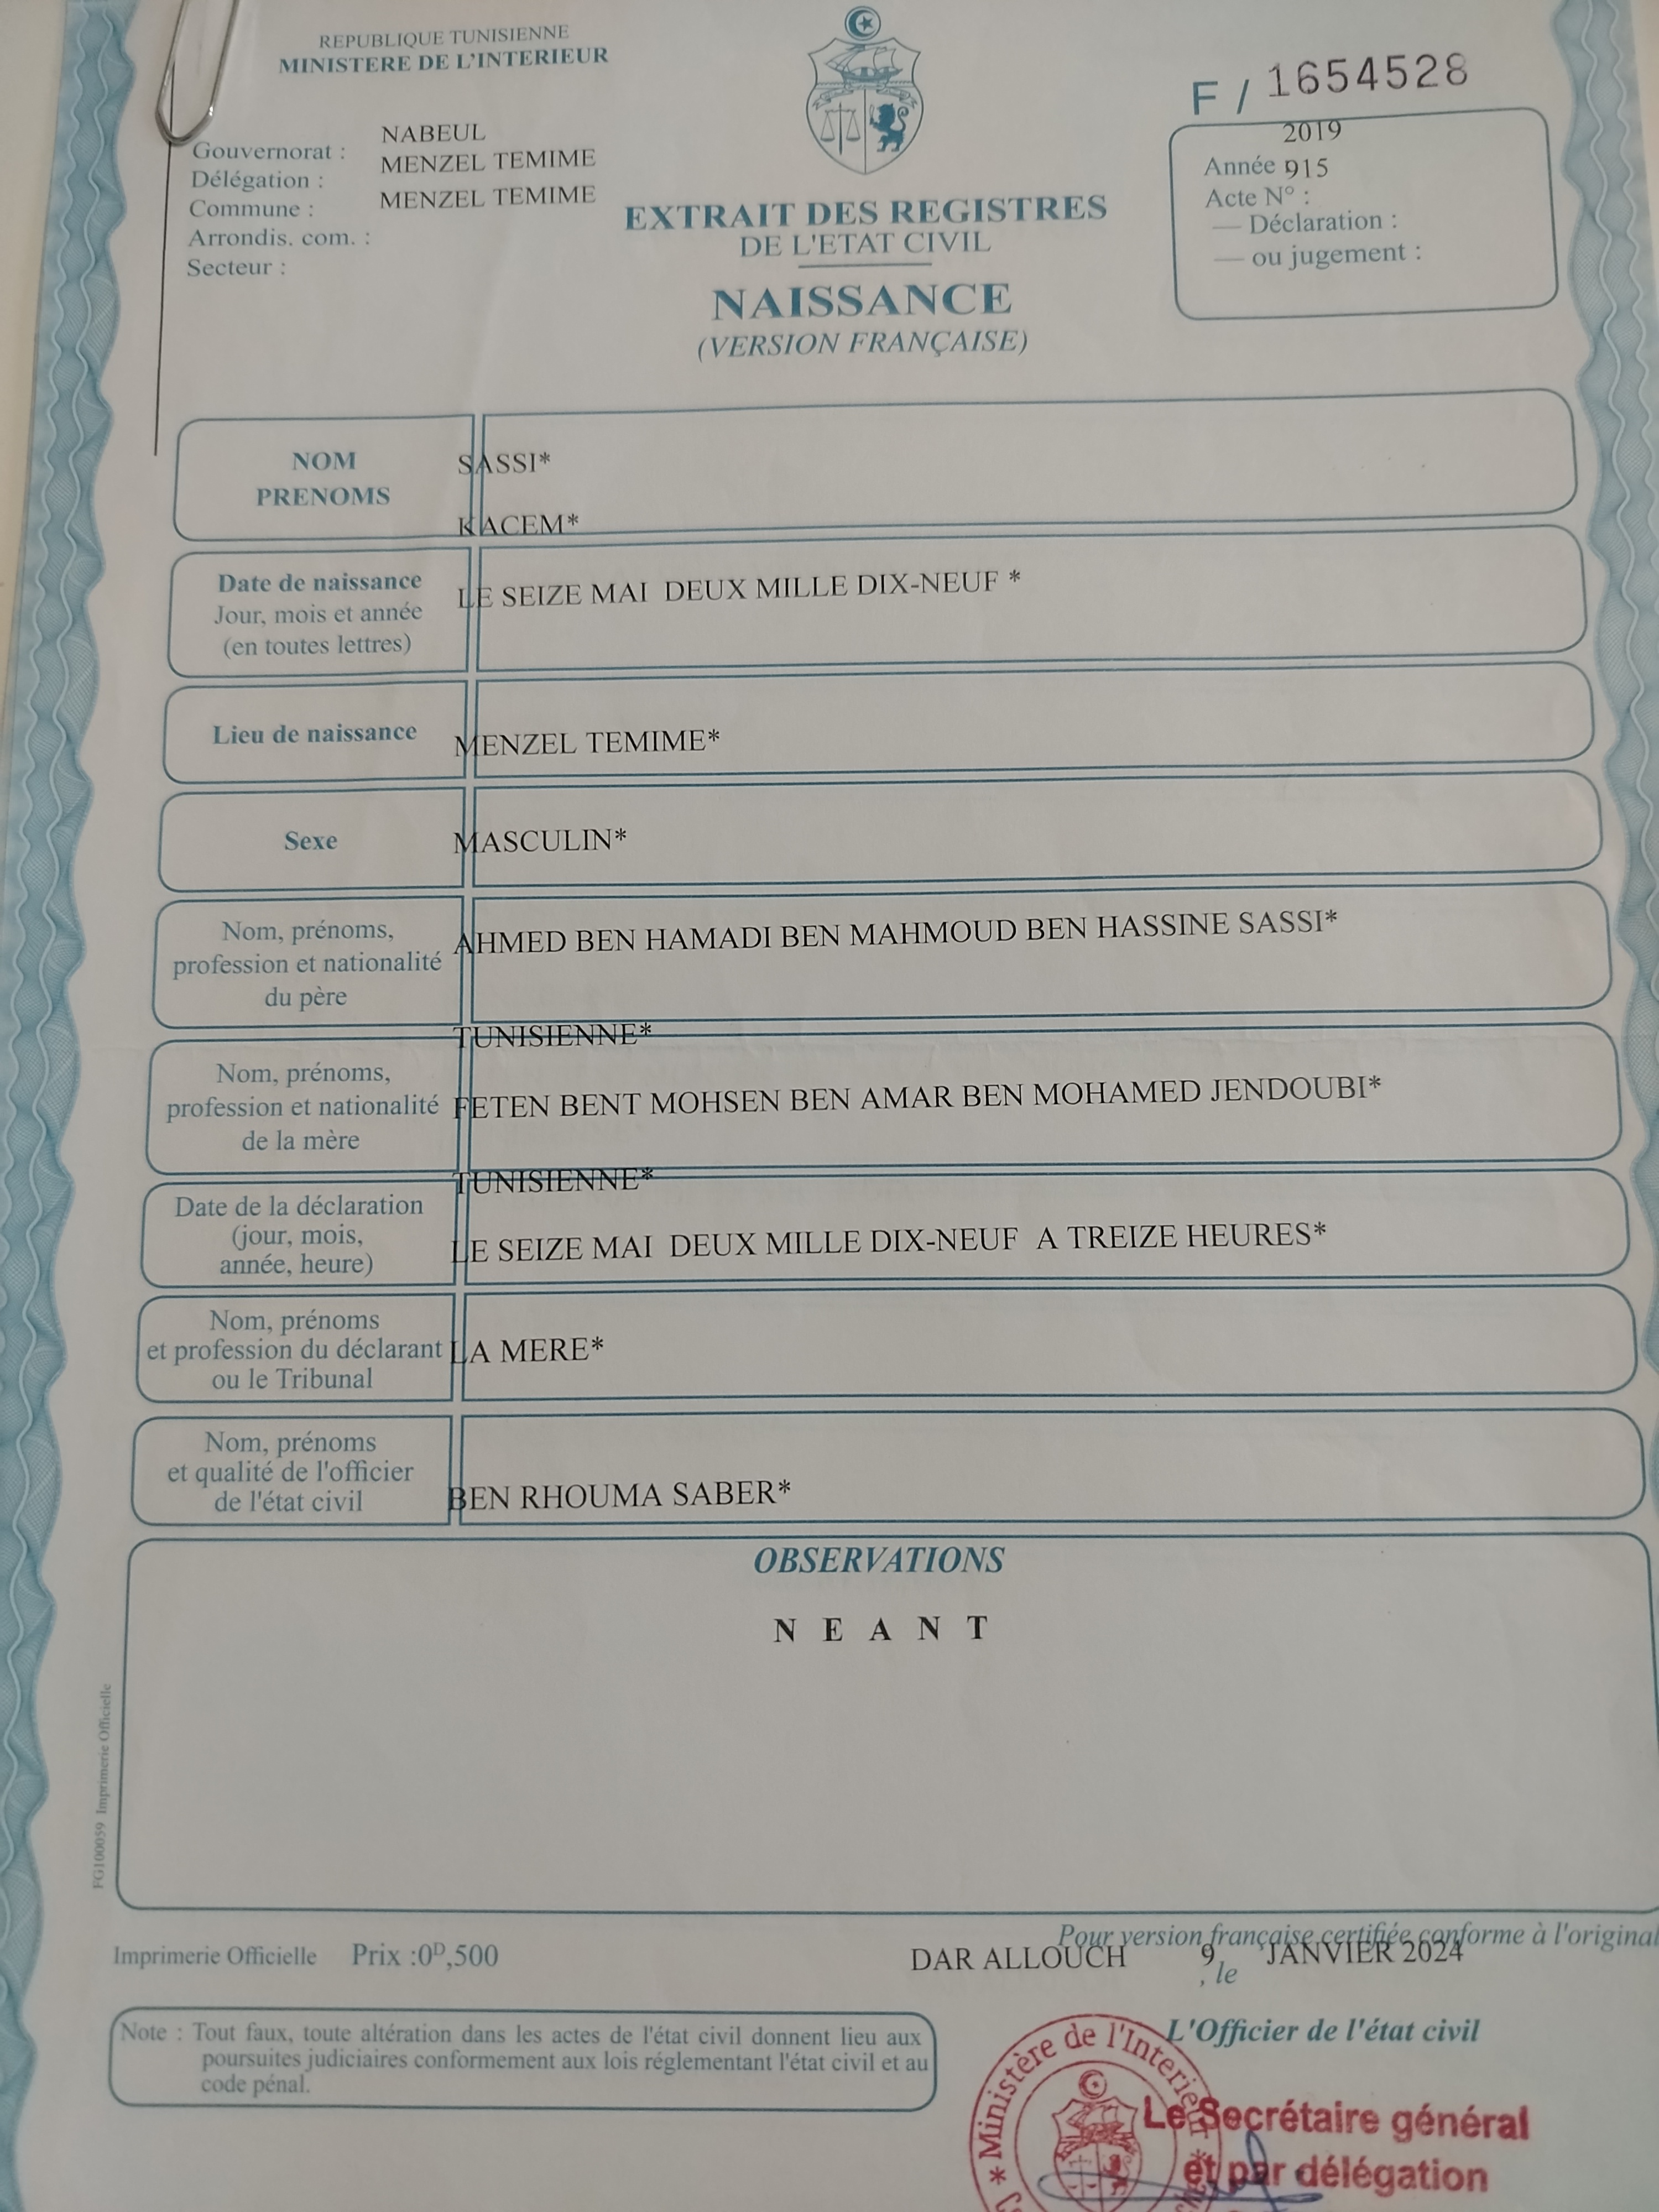 REPUBLIQUE TUNISIENNE
MINISTERE DE L'INTERIEUR
F / 1654528
Gouvernorat : NABEUL
Délégation : MENZEL TEMIME
Commune : MENZEL TEMIME
Arrondis. com. :
Secteur :
2019
Année 915
Acte N° :
— Déclaration :
— ou jugement :
EXTRAIT DES REGISTRES
DE L'ETAT CIVIL
NAISSANCE
(VERSION FRANÇAISE)
NOM
PRENOMS
SASSI*
KACEM*
Date de naissance
Jour, mois et année
(en toutes lettres)
LE SEIZE MAI DEUX MILLE DIX-NEUF *
Lieu de naissance
MENZEL TEMIME*
Sexe
MASCULIN*
Nom, prénoms,
profession et nationalité
du père
AHMED BEN HAMADI BEN MAHMOUD BEN HASSINE SASSI*
TUNISIENNE*
Nom, prénoms,
profession et nationalité
de la mère
FETEN BENT MOHSEN BEN AMAR BEN MOHAMED JENDOUBI*
TUNISIENNE*
Date de la déclaration
(jour, mois,
année, heure)
LE SEIZE MAI DEUX MILLE DIX-NEUF A TREIZE HEURES*
Nom, prénoms
et profession du déclarant
ou le Tribunal
LA MERE*
Nom, prénoms
et qualité de l'officier
de l'état civil
BEN RHOUMA SABER*
OBSERVATIONS
N E A N T
FG100059 Imprimerie Officielle
Imprimerie Officielle Prix :0ᴰ,500
Pour version française certifiée conforme à l'original
DAR ALLOUCH 9 , le JANVIER 2024
Note : Tout faux, toute altération dans les actes de l'état civil donnent lieu aux
poursuites judiciaires conformement aux lois réglementant l'état civil et au
code pénal.
L'Officier de l'état civil
* Ministère de l'Interieur *
Le Secrétaire général
et par délégation